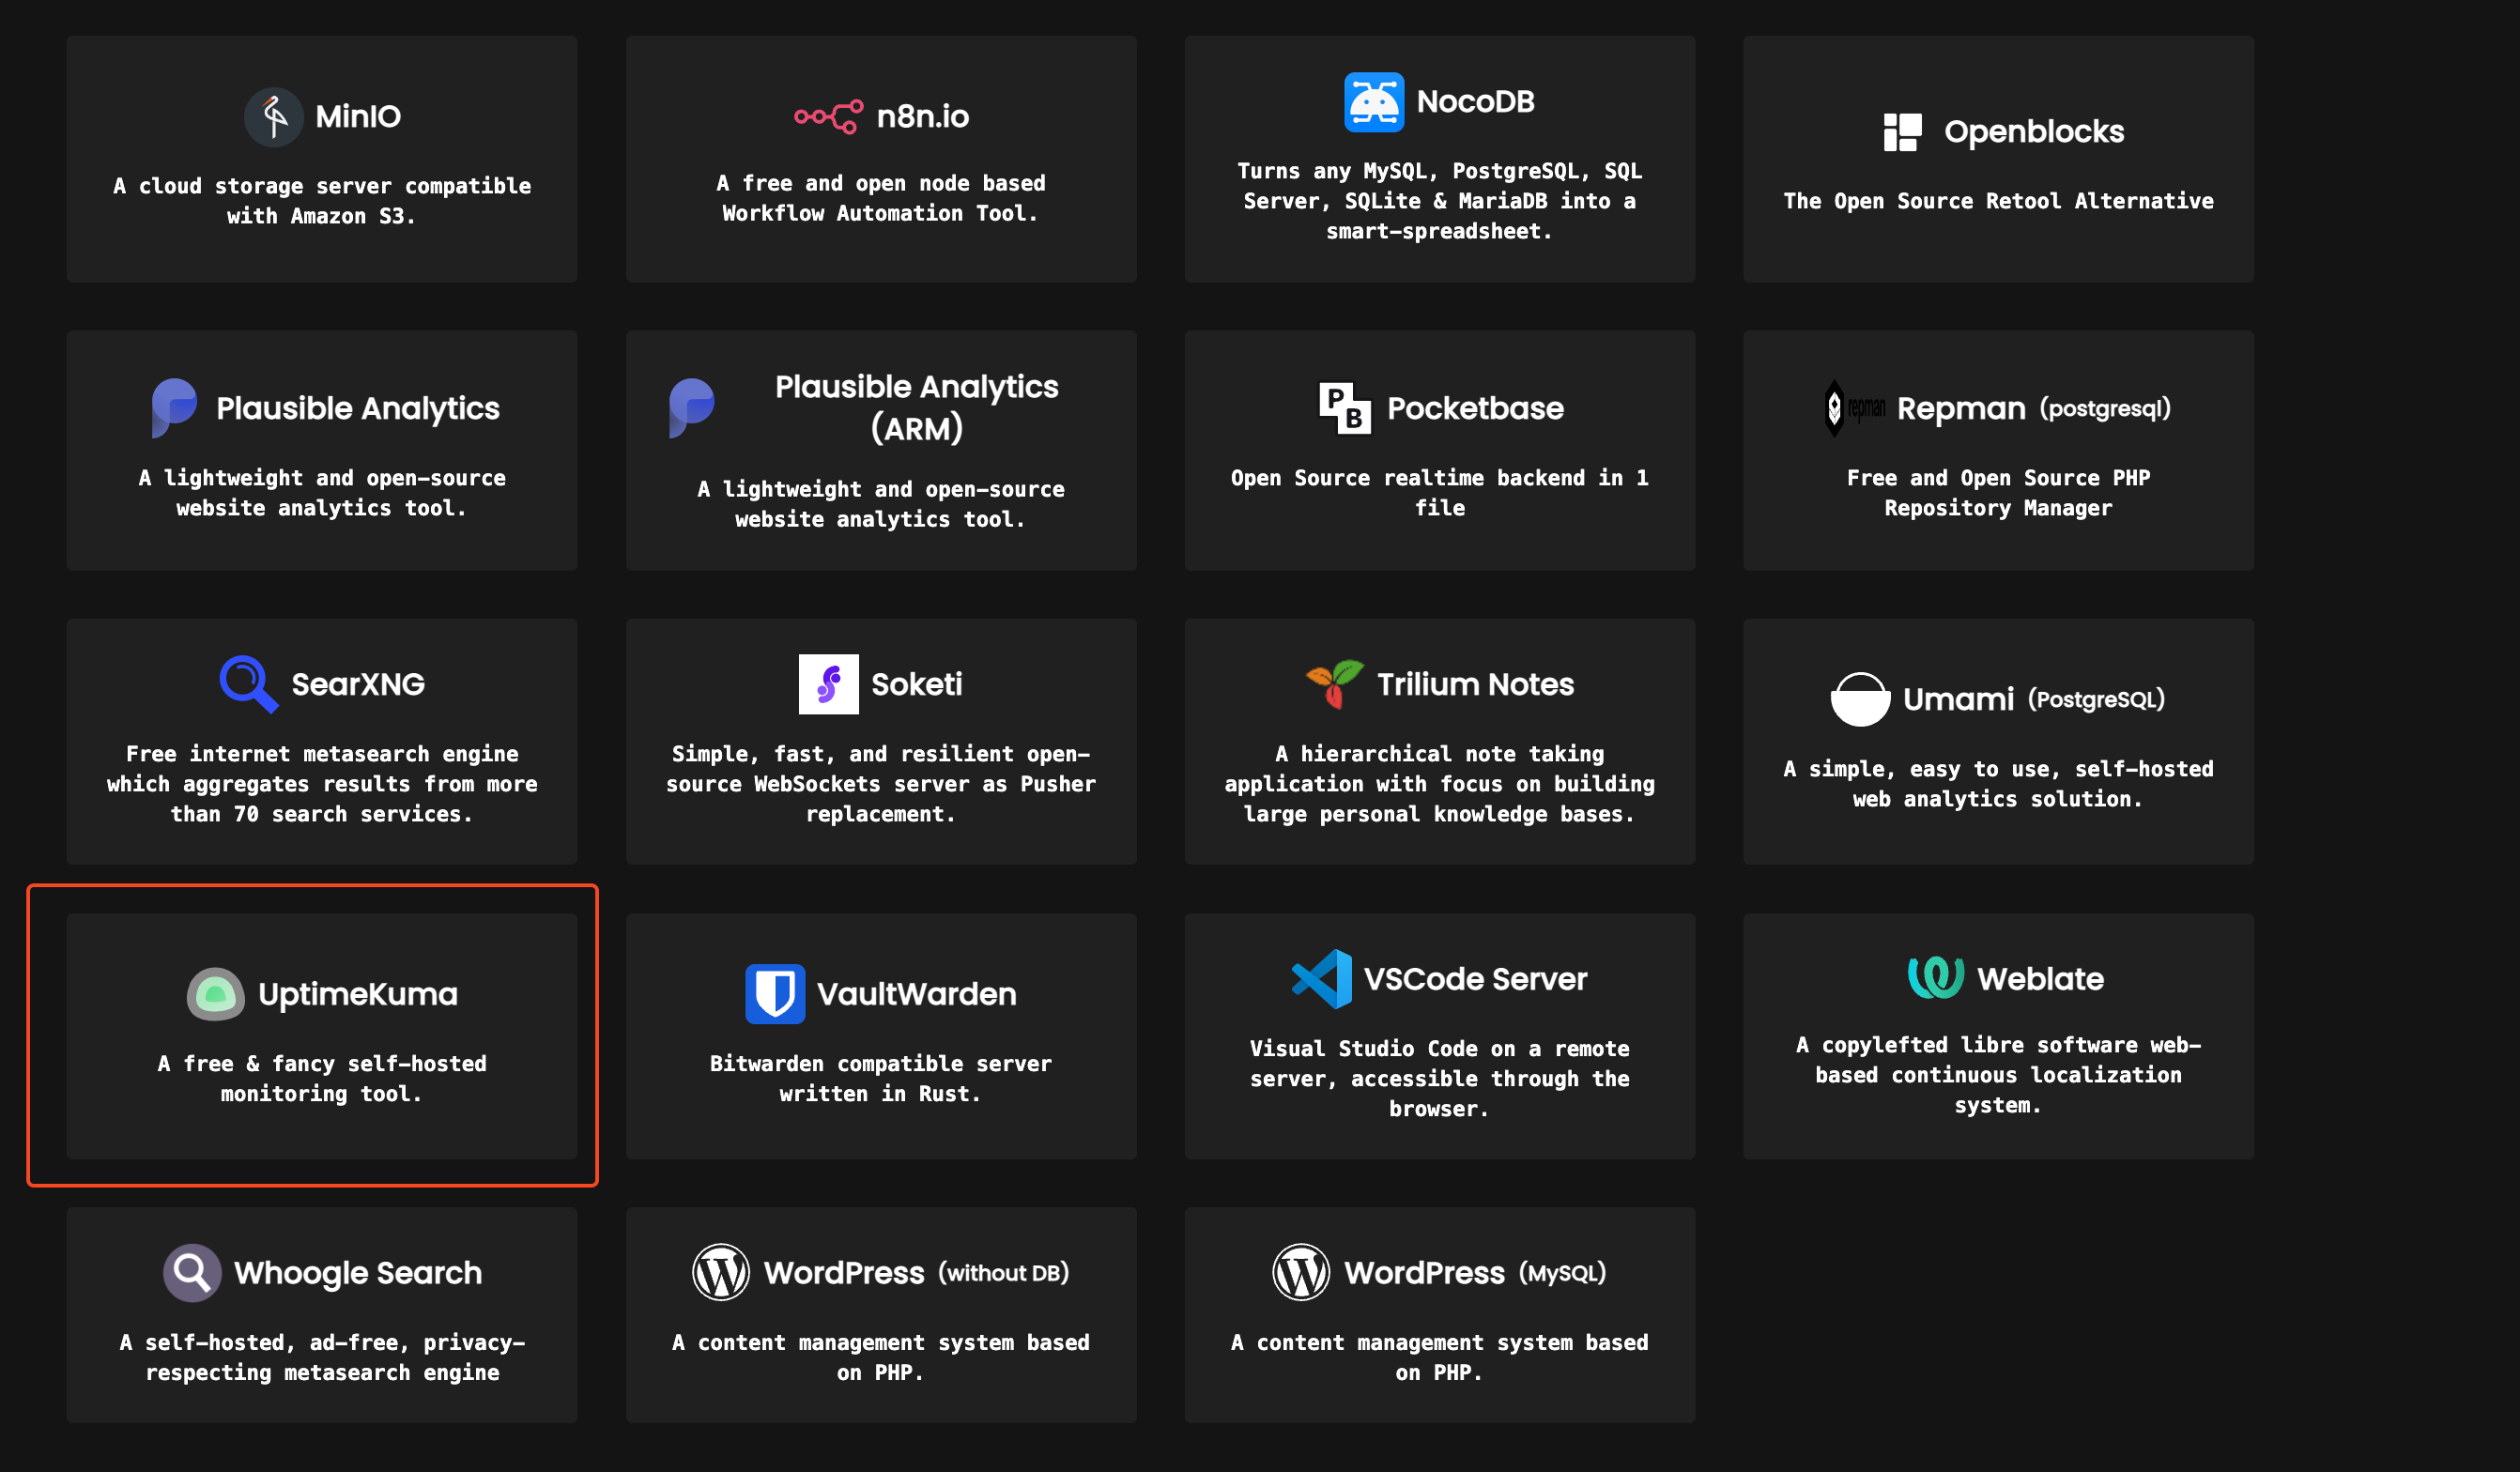 MinIO
A cloud storage server compatible
with Amazon S3.
n8n.io
A free and open node based
Workflow Automation Tool.
NocoDB
Turns any MySQL, PostgreSQL, SQL
Server, SQLite & MariaDB into a
smart-spreadsheet.
Openblocks
The Open Source Retool Alternative
Plausible Analytics
A lightweight and open-source
website analytics tool.
Plausible Analytics
(ARM)
A lightweight and open-source
website analytics tool.
P
B
Pocketbase
Open Source realtime backend in 1
file
repman
Repman (postgresql)
Free and Open Source PHP
Repository Manager
SearXNG
Free internet metasearch engine
which aggregates results from more
than 70 search services.
Soketi
Simple, fast, and resilient open-
source WebSockets server as Pusher
replacement.
Trilium Notes
A hierarchical note taking
application with focus on building
large personal knowledge bases.
Umami (PostgreSQL)
A simple, easy to use, self-hosted
web analytics solution.
UptimeKuma
A free & fancy self-hosted
monitoring tool.
VaultWarden
Bitwarden compatible server
written in Rust.
VSCode Server
Visual Studio Code on a remote
server, accessible through the
browser.
Weblate
A copylefted libre software web-
based continuous localization
system.
Whoogle Search
A self-hosted, ad-free, privacy-
respecting metasearch engine
WordPress (without DB)
A content management system based
on PHP.
WordPress (MySQL)
A content management system based
on PHP.